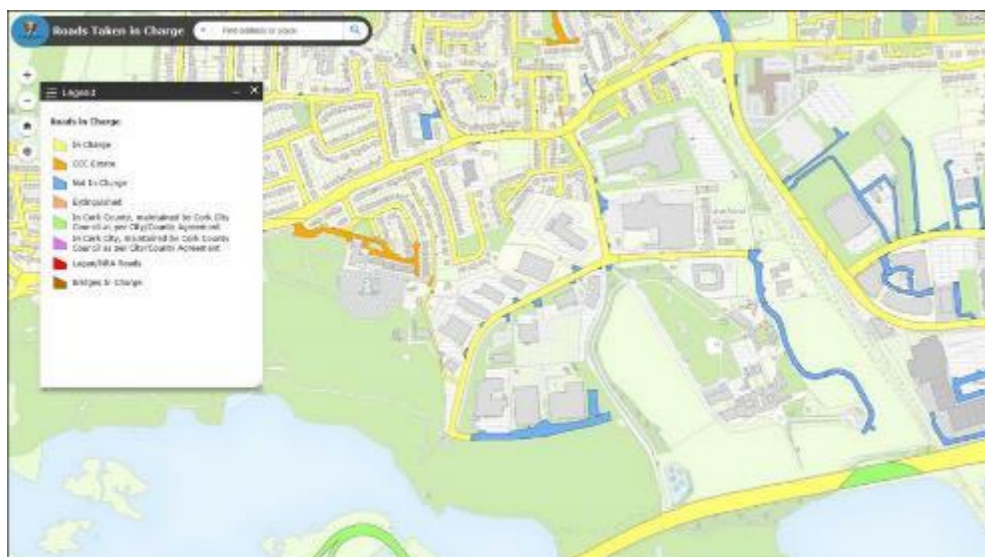 Roads Taken in Charge
Find address or place
Legend
Roads in Charge
In Charge
CCC Estate
Not In Charge
Extinguished
In Cork County, maintained by Cork City
Council as per City/County Agreement
In Cork City, maintained by Cork County
Council as per City/County Agreement
Roads
Bridges In Charge